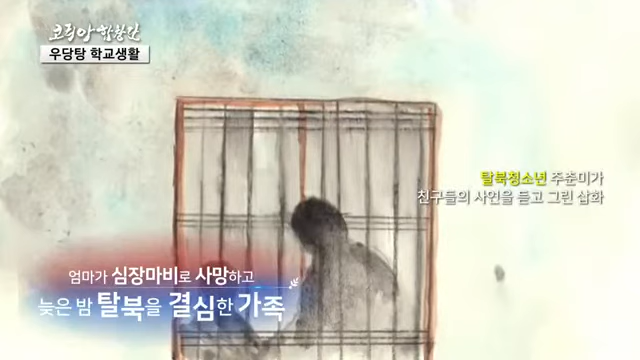 코리아 합창단
우당탕 학교생활
탈북청소년 주춘미가
친구들의 사연을 듣고 그린 삽화
엄마가 심장마비로 사망하고
늦은 밤 탈북을 결심한 가족